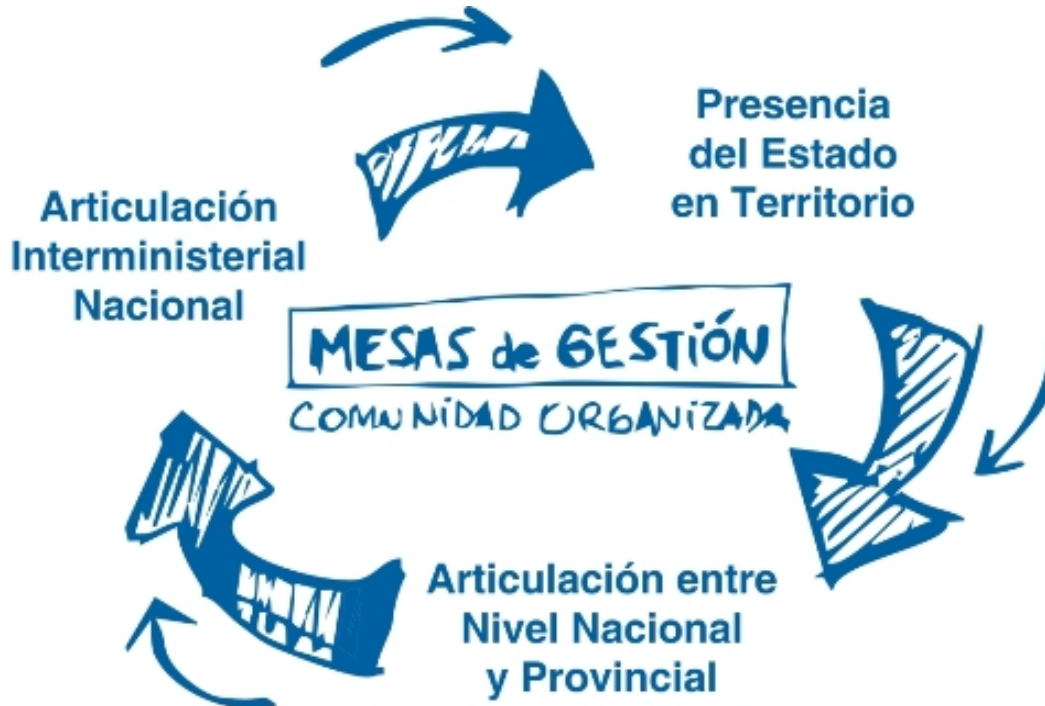 Presencia
del Estado
en Territorio
Articulación
Interministerial
Nacional
MESAS de GESTIÓN
COMUNIDAD ORGANIZADA
Articulación entre
Nivel Nacional
y Provincial